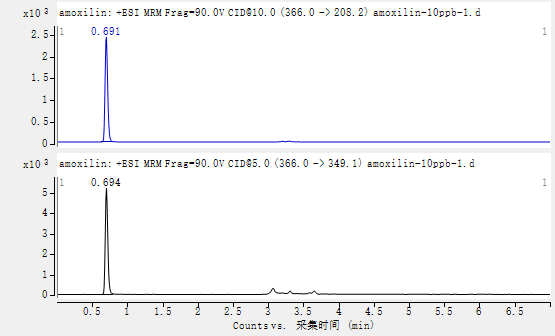 x10 3 amoxilin: +ESI MRM Frag=90.0V CID@10.0 (366.0 -> 208.2) amoxilin-10ppb-1.d
1 0.691 1
2.5
2
1.5
1
0.5
0
x10 3 amoxilin: +ESI MRM Frag=90.0V CID@5.0 (366.0 -> 349.1) amoxilin-10ppb-1.d
1 0.694 1
5
4
3
2
1
0
0.5 1 1.5 2 2.5 3 3.5 4 4.5 5 5.5 6 6.5
Counts vs. 采集时间 (min)